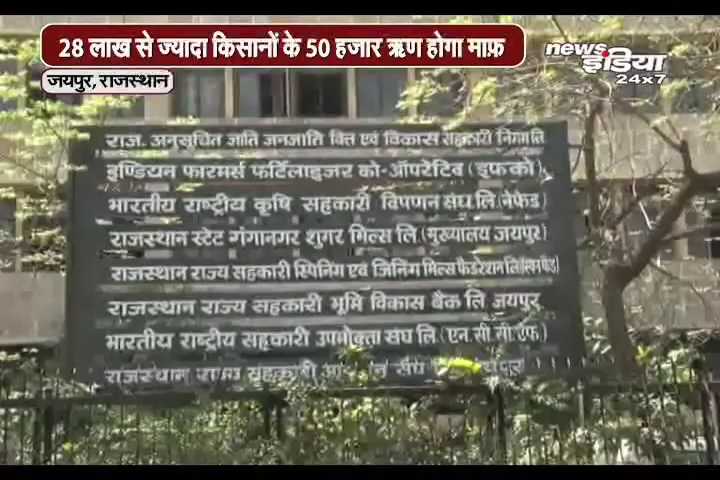 28 लाख से ज्यादा किसानों के 50 हजार ऋण होगा माफ़
जयपुर, राजस्थान
news इंडिया 24x7
राज. अनुसूचित जाति जनजाति वित्त एवं विकास सहकारी निगम लि
इण्डियन फारमर्स फर्टिलाइजर को-ऑपरेटिव (इफको)
भारतीय राष्ट्रीय कृषि सहकारी विपणन संघ लि (नेफेड)
राजस्थान स्टेट गंगानगर शुगर मिल्स लि (मुख्यालय जयपुर)
राजस्थान राज्य सहकारी स्पिनिंग एवं जिनिंग मिल्स फैडरेशन लि
राजस्थान राज्य सहकारी भूमि विकास बैंक लि जयपुर
भारतीय राष्ट्रीय सहकारी उपभोक्ता संघ लि (एन.सी.सी.एफ)
राजस्थान राज्य सहकारी संघ